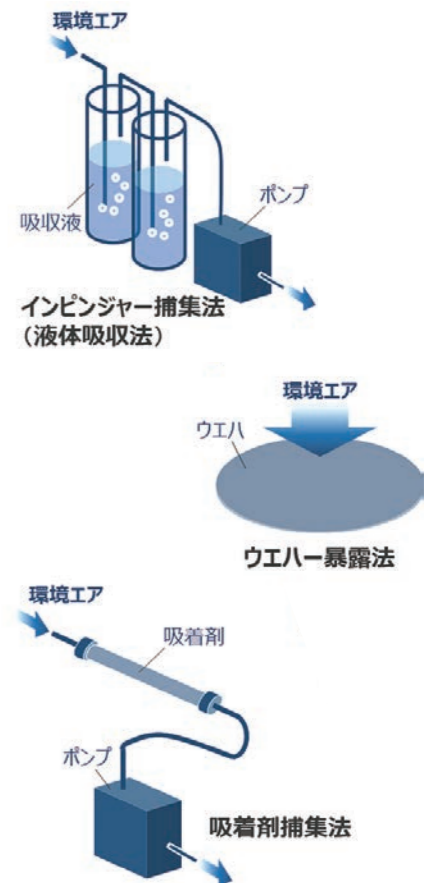 環境エア
吸収液
ポンプ
インピンジャー捕集法
（液体吸収法）
環境エア
ウエハ
ウエハー暴露法
環境エア
吸着剤
ポンプ
吸着剤捕集法